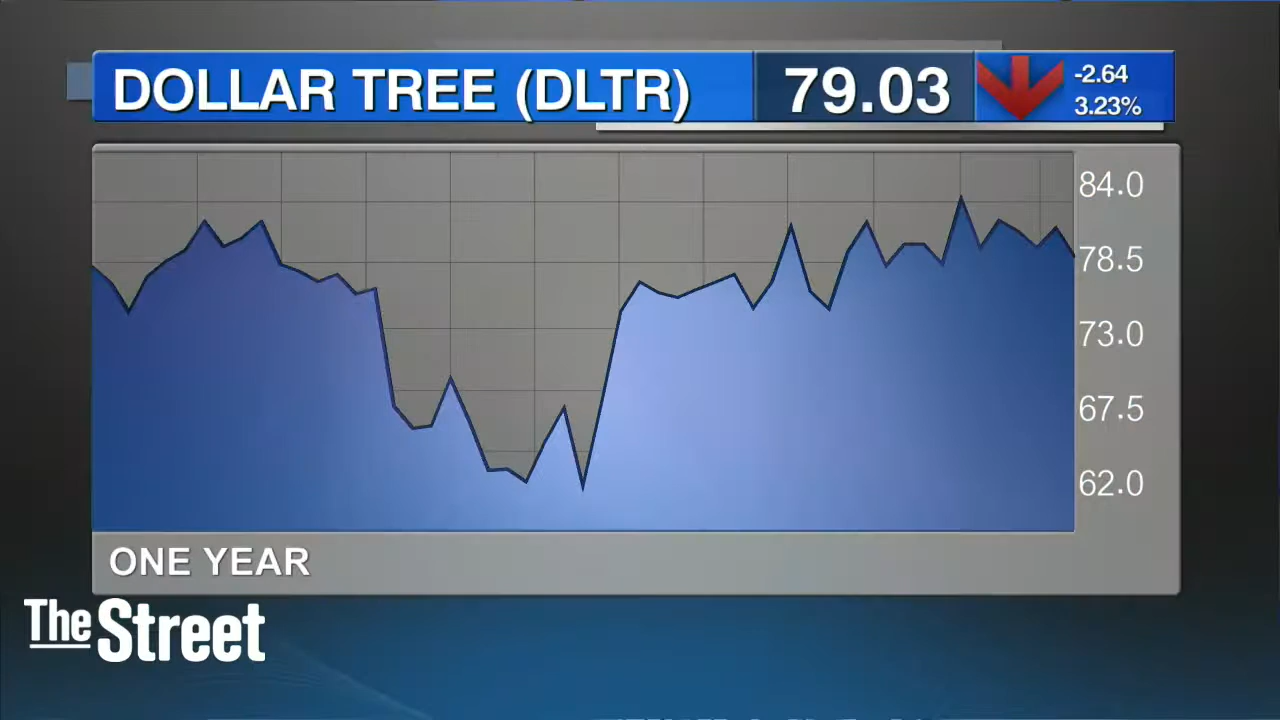 DOLLAR TREE (DLTR)
79.03
-2.64
3.23%
84.0
78.5
73.0
67.5
62.0
ONE YEAR
The Street